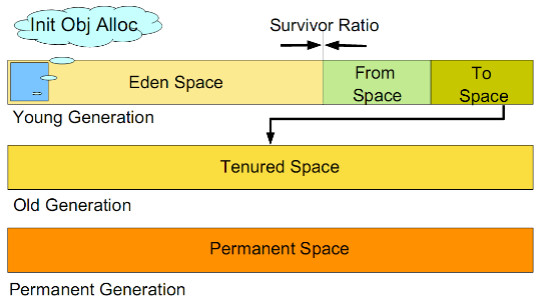 Init Obj Alloc
Survivor Ratio
Eden Space
From
Space
To
Space
Young Generation
Tenured Space
Old Generation
Permanent Space
Permanent Generation